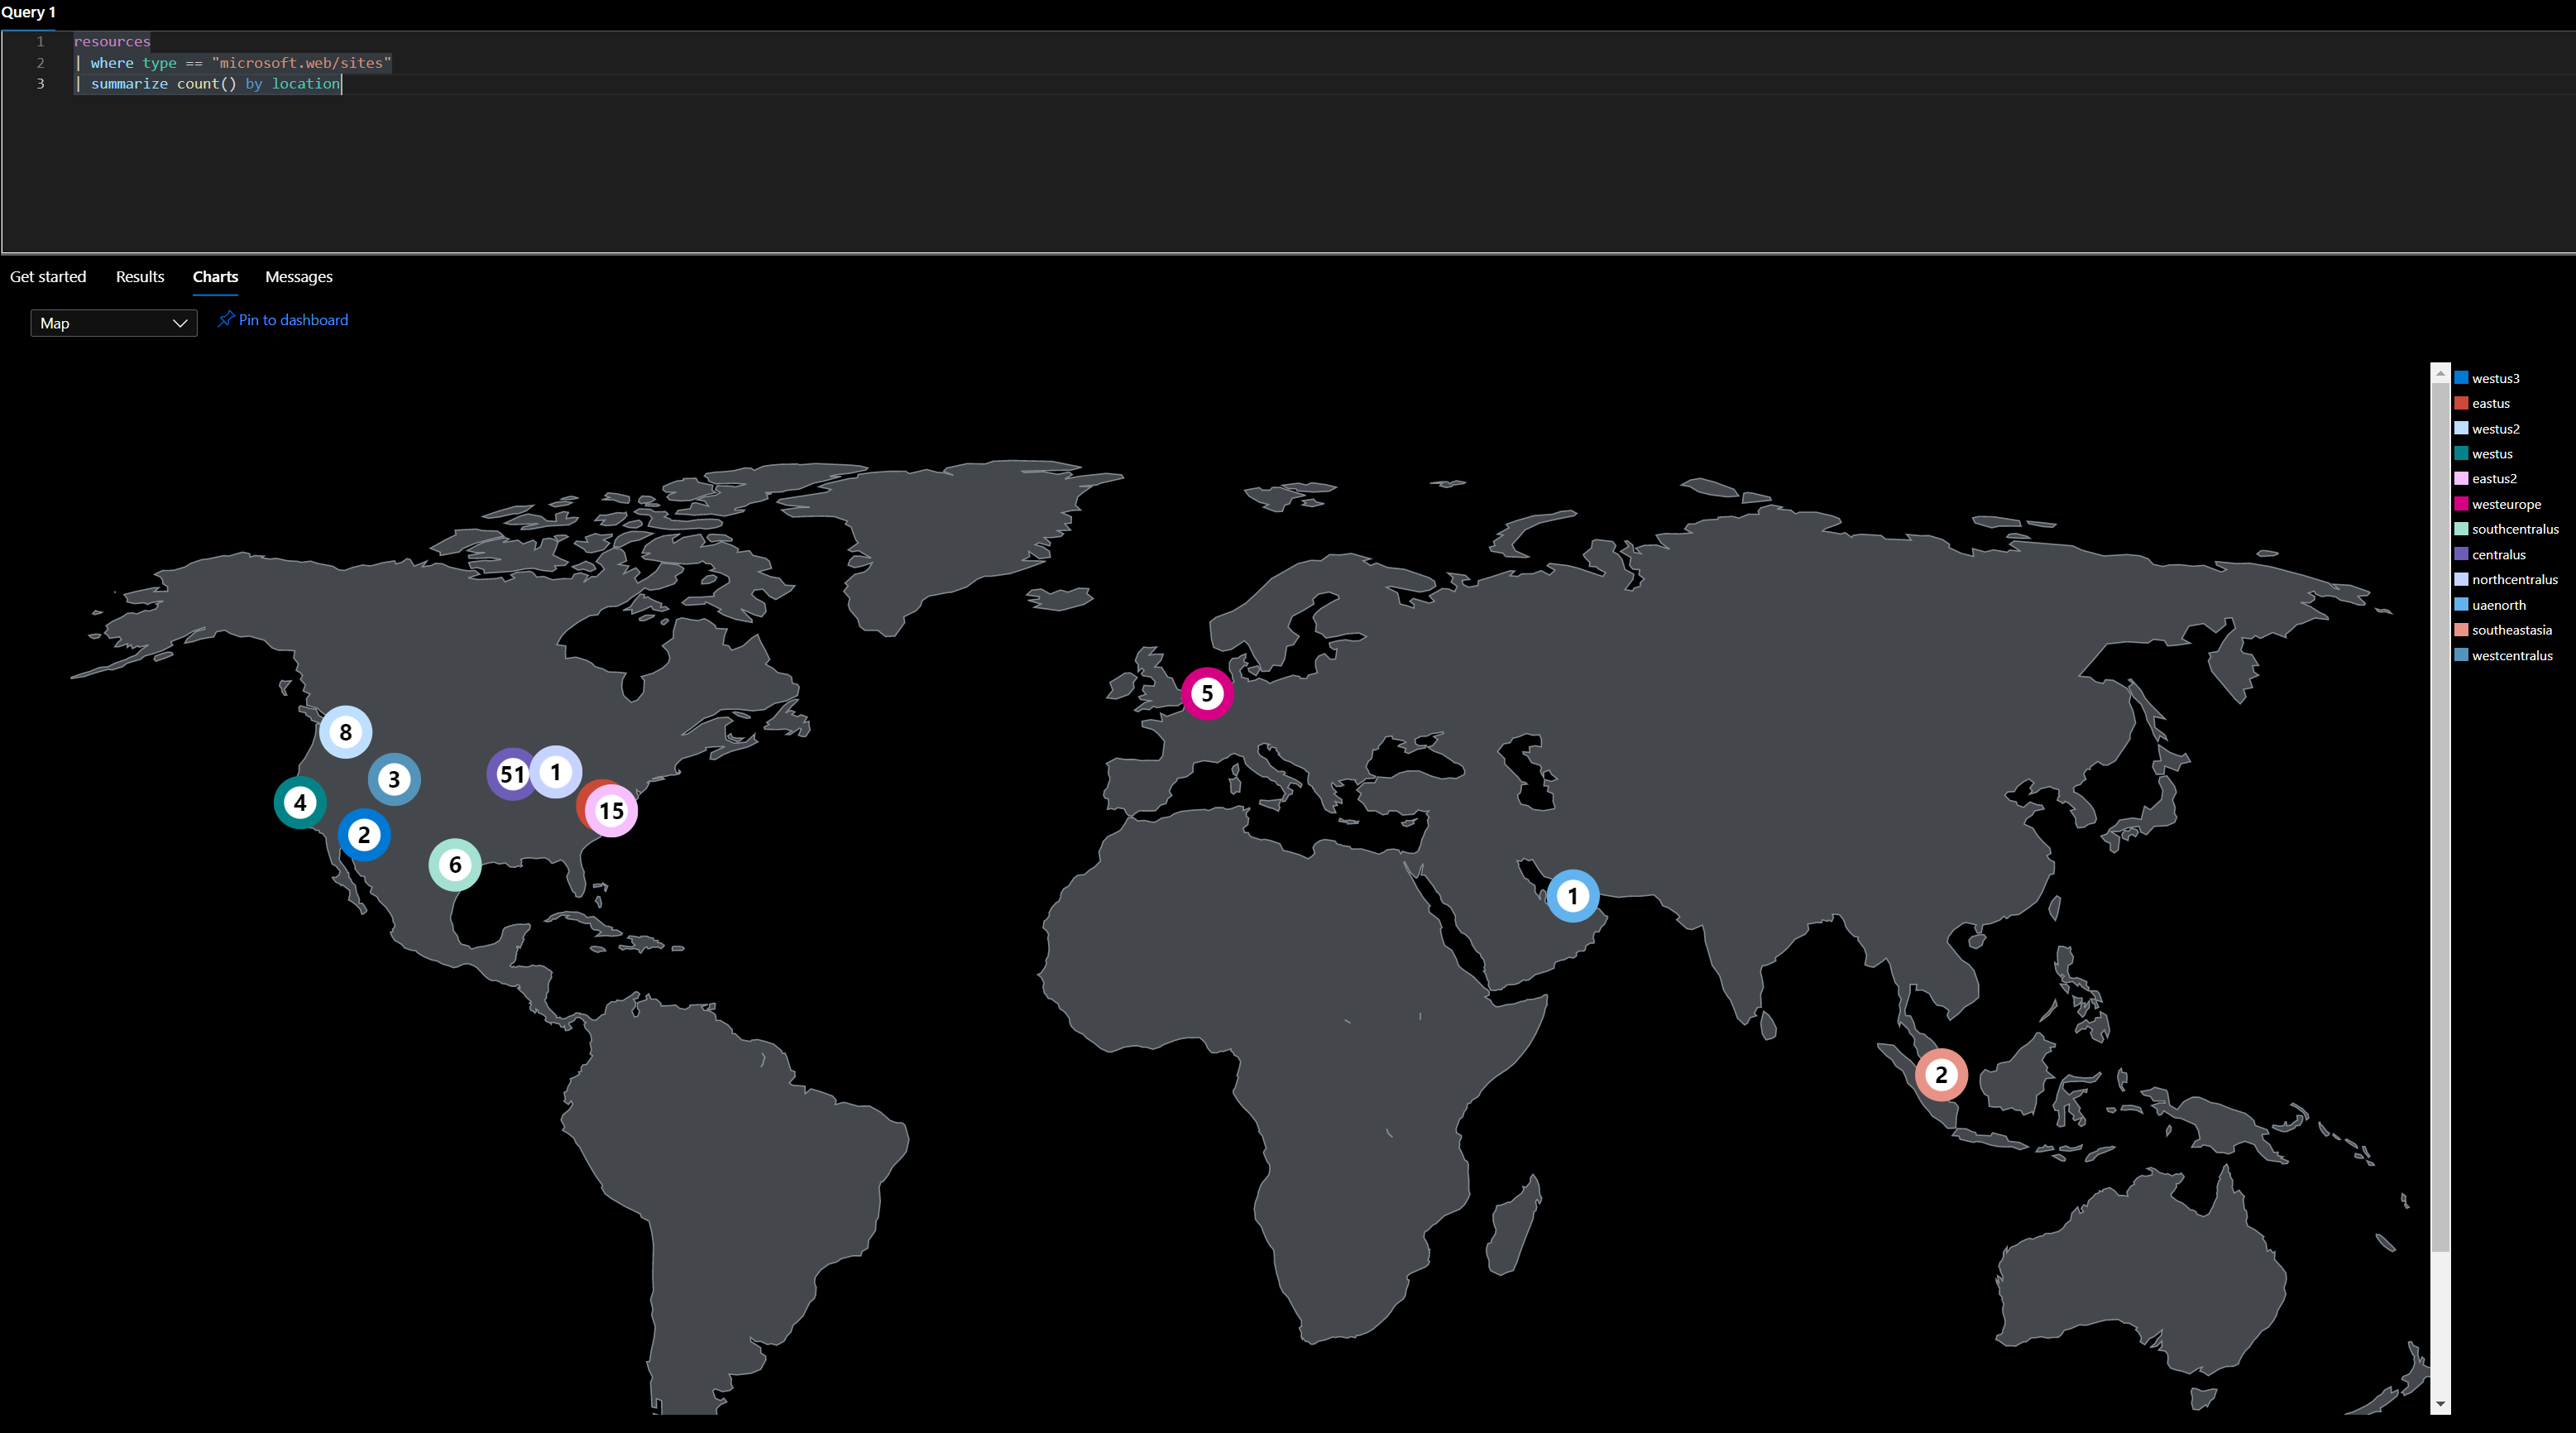 Query 1
1 resources
2 | where type == "microsoft.web/sites"
3 | summarize count() by location
Get started Results Charts Messages
Map Pin to dashboard
westus3
eastus
westus2
westus
eastus2
westeurope
southcentralus
centralus
northcentralus
uaenorth
southeastasia
westcentralus
5
8
51 1
3
4
15
2
6
1
2